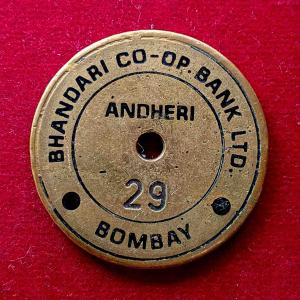 BHANDARI CO-OP. BANK LTD.
ANDHERI
29
BOMBAY